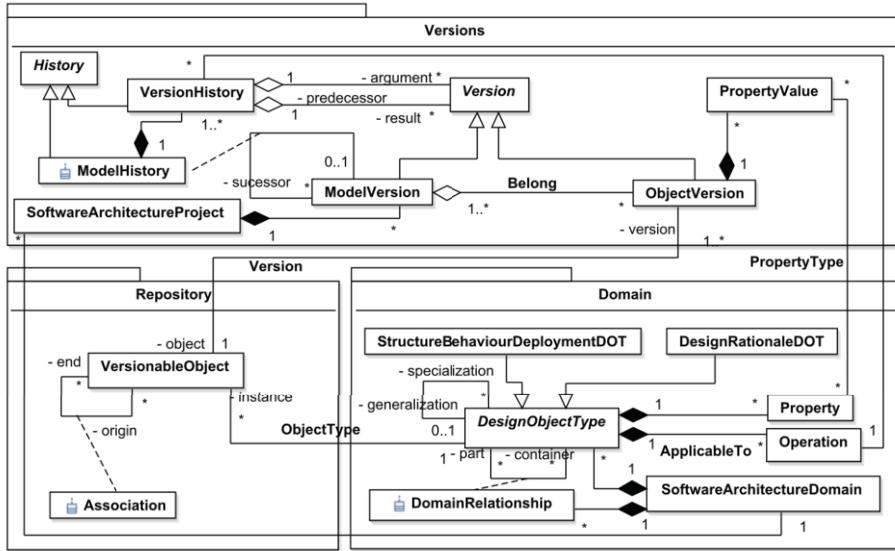 Versions
History
*
VersionHistory
1
- argument *
- predecessor
1
*
- result
Version
PropertyValue
*
1..*
1
ModelHistory
0..1
- sucessor
*
ModelVersion
Belong
1..*
*
*
1
ObjectVersion
SoftwareArchitectureProject
1
*
- version
1..*
*
Version
PropertyType
Repository
Domain
- object
1
StructureBehaviourDeploymentDOT
DesignRationaleDOT
- end
VersionableObject
- specialization
*
*
- instance
*
- generalization
*
- origin
*
ObjectType
0..1
DesignObjectType
1
*
*
Property
1
- part
- container
1
ApplicableTo
*
Operation
1
*
*
*
1
SoftwareArchitectureDomain
Association
DomainRelationship
*
1
1